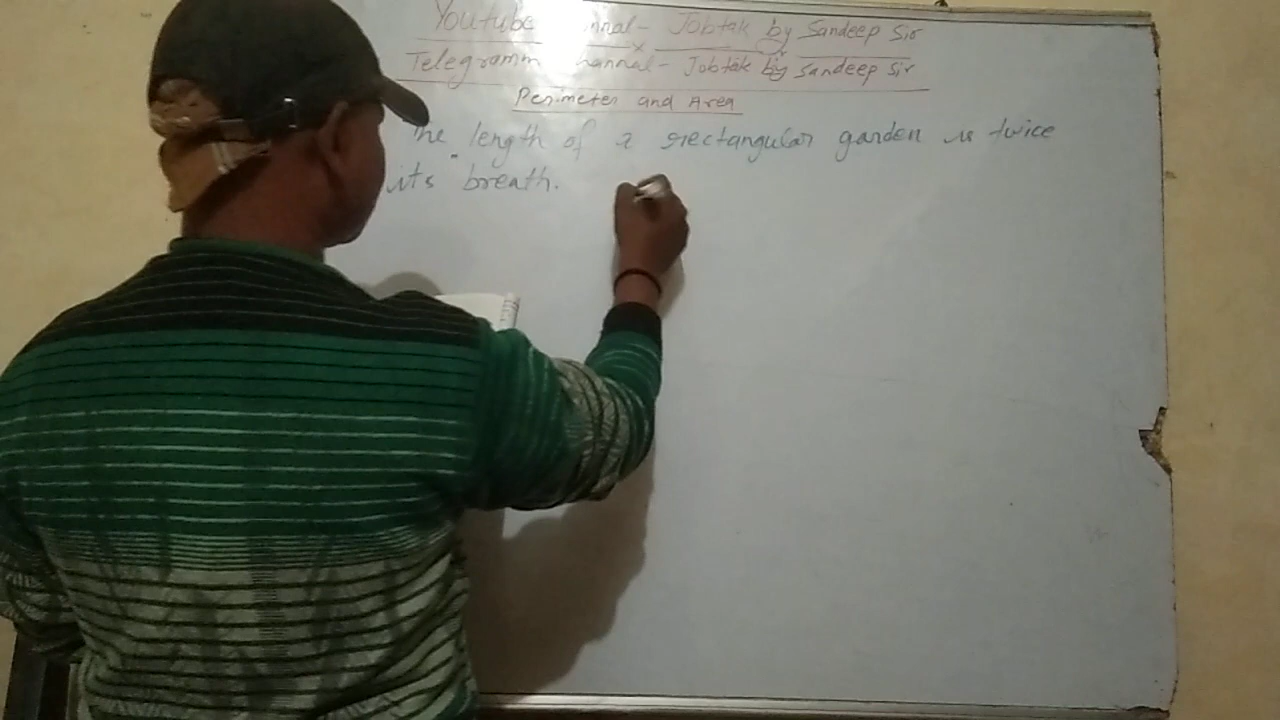 Youtube nnal- Jobtak by Sandeep Sir
Telegramm hannal- Jobtak by Sandeep Sir
Perimeter and Area
he length of a rectangular garden is twice
its breath.